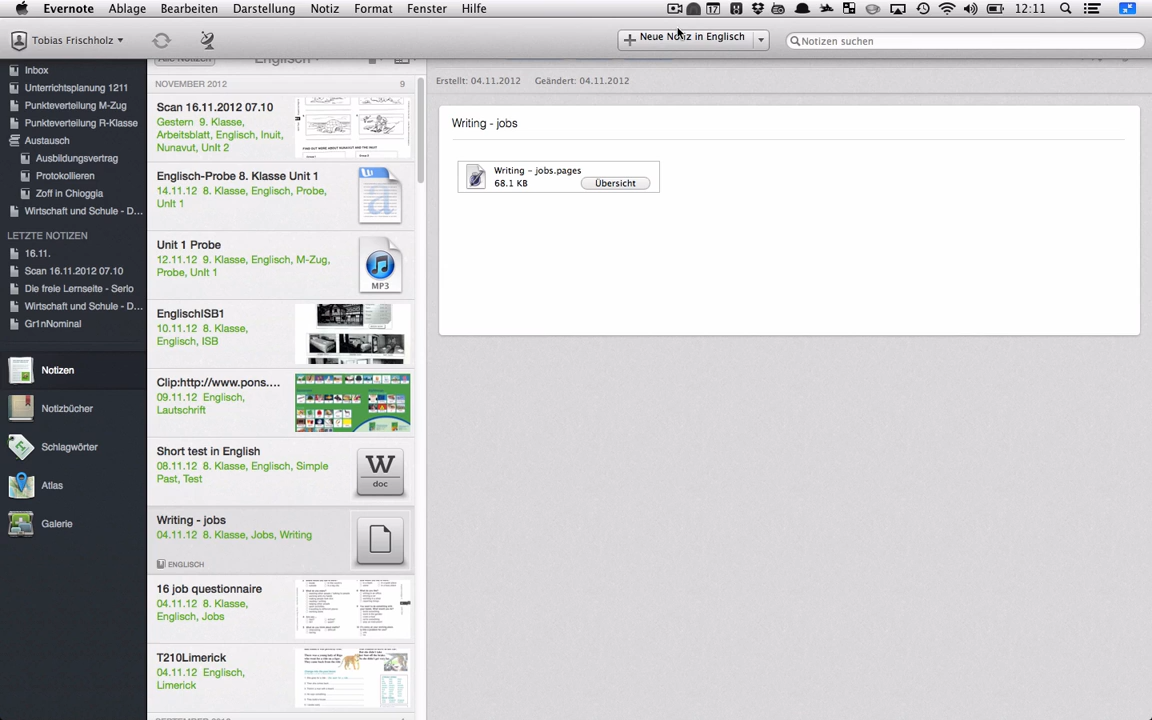 Evernote Ablage Bearbeiten Darstellung Notiz Format Fenster Hilfe 17 12:11
Tobias Frischholz
Neue Notiz in Englisch
Notizen suchen
Inbox
Unterrichtsplanung 1211
Punkteverteilung M-Zug
Punkteverteilung R-Klasse
Austausch
Ausbildungsvertrag
Protokollieren
Zoff in Chioggia
Wirtschaft und Schule - D...
LETZTE NOTIZEN
16.11.
Scan 16.11.2012 07.10
Die freie Lernseite - Serlo
Wirtschaft und Schule - D...
Gr1nNominal
Notizen
Notizbücher
Schlagwörter
Atlas
Galerie
Alle Notizen Englisch
NOVEMBER 2012 9
Scan 16.11.2012 07.10
Gestern 9. Klasse,
Arbeitsblatt, Englisch, Inuit,
Nunavut, UnIt 2
Englisch-Probe 8. Klasse Unit 1
14.11.12 9. Klasse, Englisch, Probe,
UnIt 1
Unit 1 Probe
12.11.12 9. Klasse, Englisch, M-Zug,
Probe, UnIt 1
MP3
EnglischISB1
10.11.12 8. Klasse,
Englisch, ISB
Clip:http://www.pons....
09.11.12 Englisch,
Lautschrift
Short test in English
08.11.12 8. Klasse, Englisch, Simple
Past, Test
W
doc
Writing - jobs
04.11.12 8. Klasse, Jobs, Writing
ENGLISCH
16 job questionnaire
04.11.12 8. Klasse,
Englisch, Jobs
T210Limerick
04.11.12 Englisch,
Limerick
Erstellt: 04.11.2012 Geändert: 04.11.2012
Writing - jobs
Writing – jobs.pages
68.1 KB
Übersicht